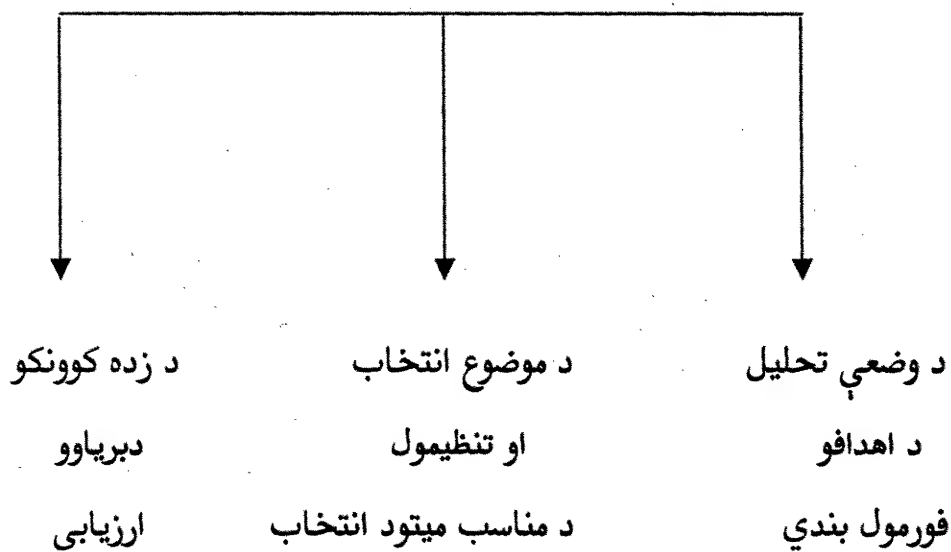 د وضعې تحلیل
د اهدافو
فورمول بندي
د موضوع انتخاب
او تنظیمول
د مناسب میتود انتخاب
د زده کوونکو
دبریاوو
ارزیابی